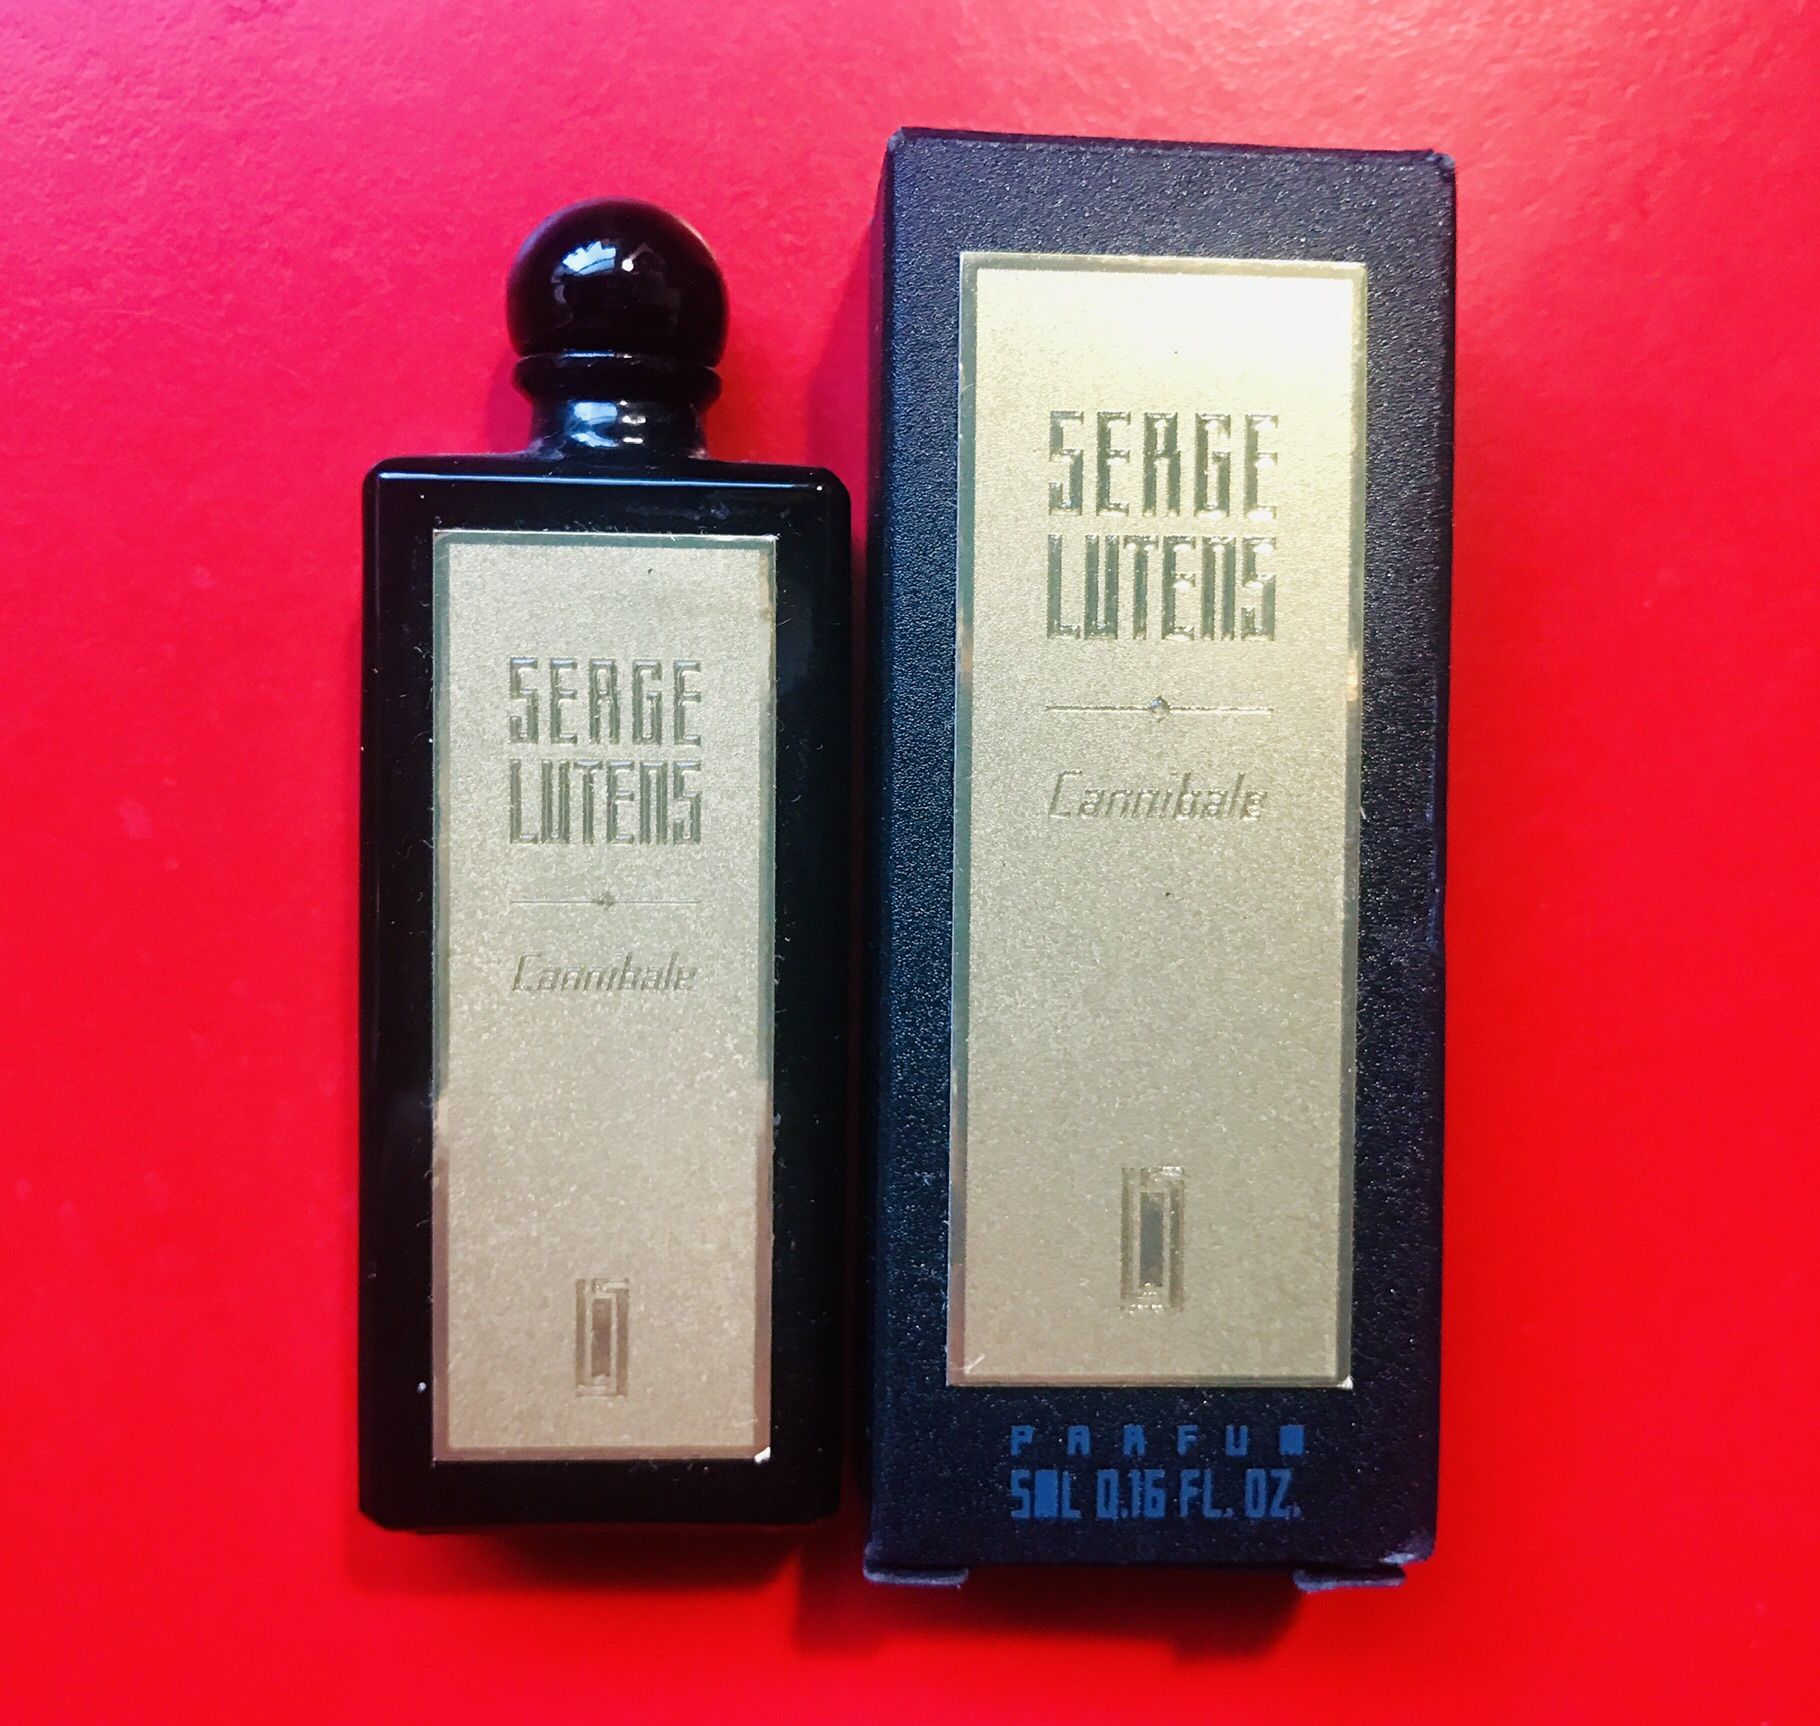 SERGE
LUTENS
Cannibale
SERGE
LUTENS
Cannibale
PARFUM
5ML 0.16 FL. OZ.